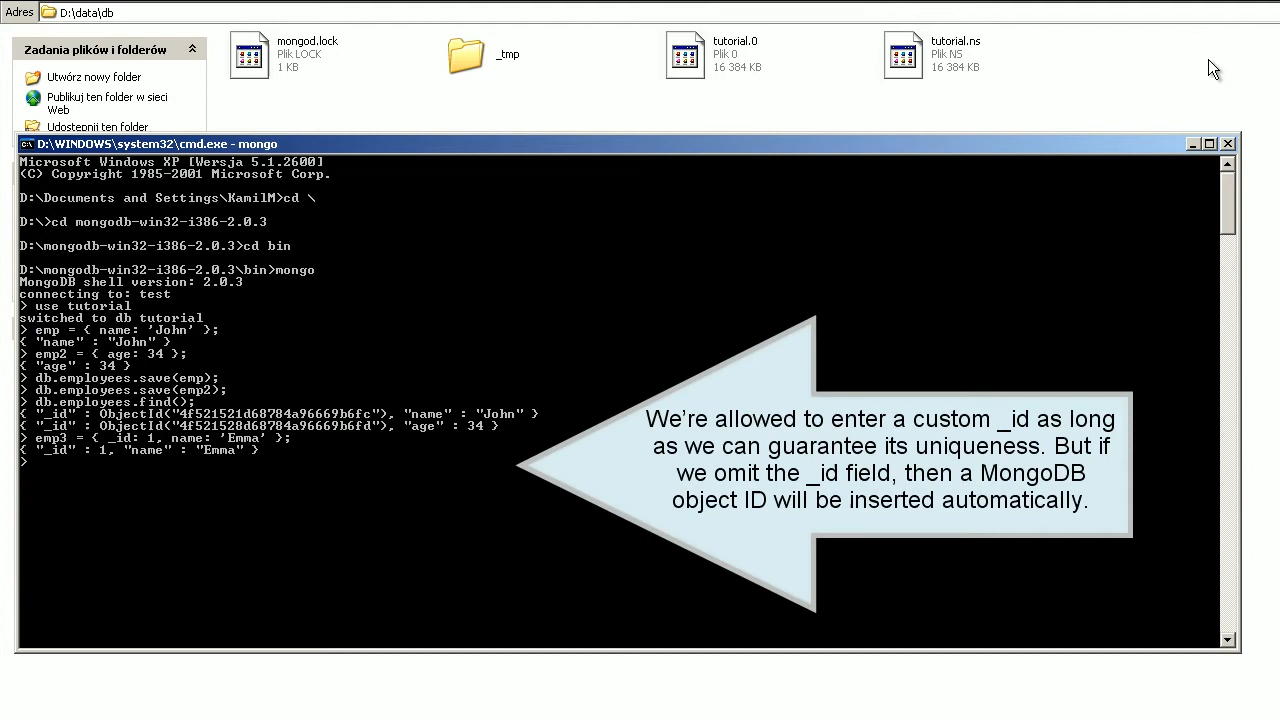 Adres D:\data\db
Zadania plików i folderów
Utwórz nowy folder
Publikuj ten folder w sieci
Web
Udostępnij ten folder
mongod.lock
Plik LOCK
1 KB
_tmp
tutorial.0
Plik 0
16 384 KB
tutorial.ns
Plik NS
16 384 KB
D:\WINDOWS\system32\cmd.exe - mongo
Microsoft Windows XP [Wersja 5.1.2600]
(C) Copyright 1985-2001 Microsoft Corp.
D:\Documents and Settings\KamilM>cd \
D:\>cd mongodb-win32-i386-2.0.3
D:\mongodb-win32-i386-2.0.3>cd bin
D:\mongodb-win32-i386-2.0.3\bin>mongo
MongoDB shell version: 2.0.3
connecting to: test
> use tutorial
switched to db tutorial
> emp = { name: 'John' };
{ "name" : "John" }
> emp2 = { age: 34 };
{ "age" : 34 }
> db.employees.save(emp);
> db.employees.save(emp2);
> db.employees.find();
{ "_id" : ObjectId("4f521521d68784a96669b6fc"), "name" : "John" }
{ "_id" : ObjectId("4f521521d68784a96669b6fd"), "age" : 34 }
> emp3 = { _id: 1, name: 'Emma' };
{ "_id" : 1, "name" : "Emma" }
>
We're allowed to enter a custom _id as long
as we can guarantee its uniqueness. But if
we omit the _id field, then a MongoDB
object ID will be inserted automatically.